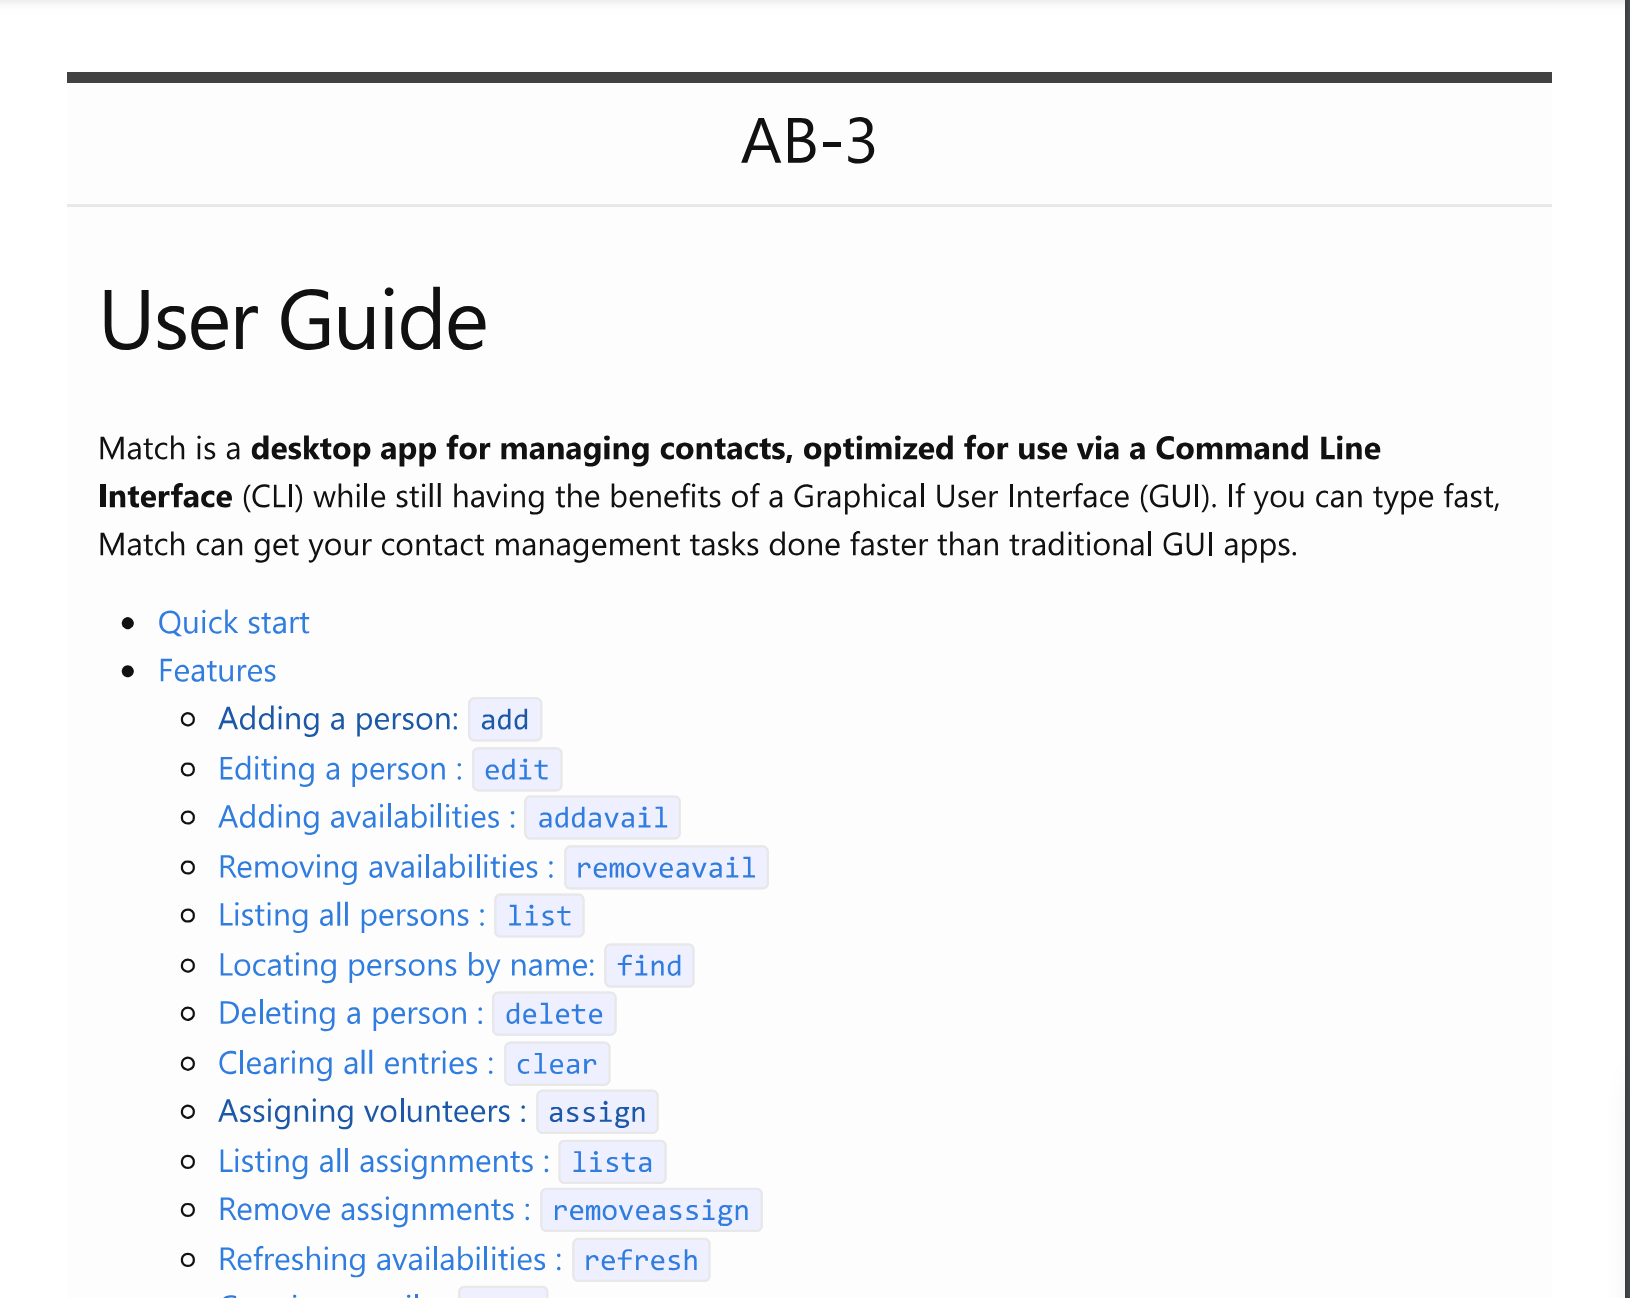 AB-3
User Guide
Match is a desktop app for managing contacts, optimized for use via a Command Line
Interface (CLI) while still having the benefits of a Graphical User Interface (GUI). If you can type fast,
Match can get your contact management tasks done faster than traditional GUI apps.
Quick start
Features
Adding a person: add
Editing a person : edit
Adding availabilities : addavail
Removing availabilities : removeavail
Listing all persons : list
Locating persons by name: find
Deleting a person : delete
Clearing all entries : clear
Assigning volunteers : assign
Listing all assignments : lista
Remove assignments : removeassign
Refreshing availabilities : refresh